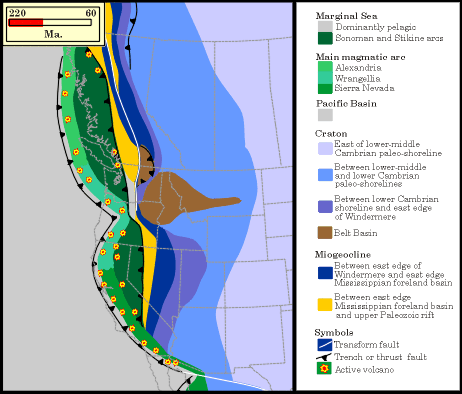 220 60
Ma.
Marginal Sea
Dominantly pelagic
Sonoman and Stikine arcs
Main magmatic arc
Alexandria
Wrangellia
Sierra Nevada
Pacific Basin
Craton
East of lower-middle
Cambrian paleo-shoreline
Between lower-middle
and lower Cambrian
paleo-shorelines
Between lower Cambrian
shoreline and east edge
of Windermere
Belt Basin
Miogeocline
Between east edge of
Windermere and east edge
Mississippian foreland basin
Between east edge
Mississippian foreland basin
and upper Paleozoic rift
Symbols
Transform fault
Trench or thrust fault
Active volcano